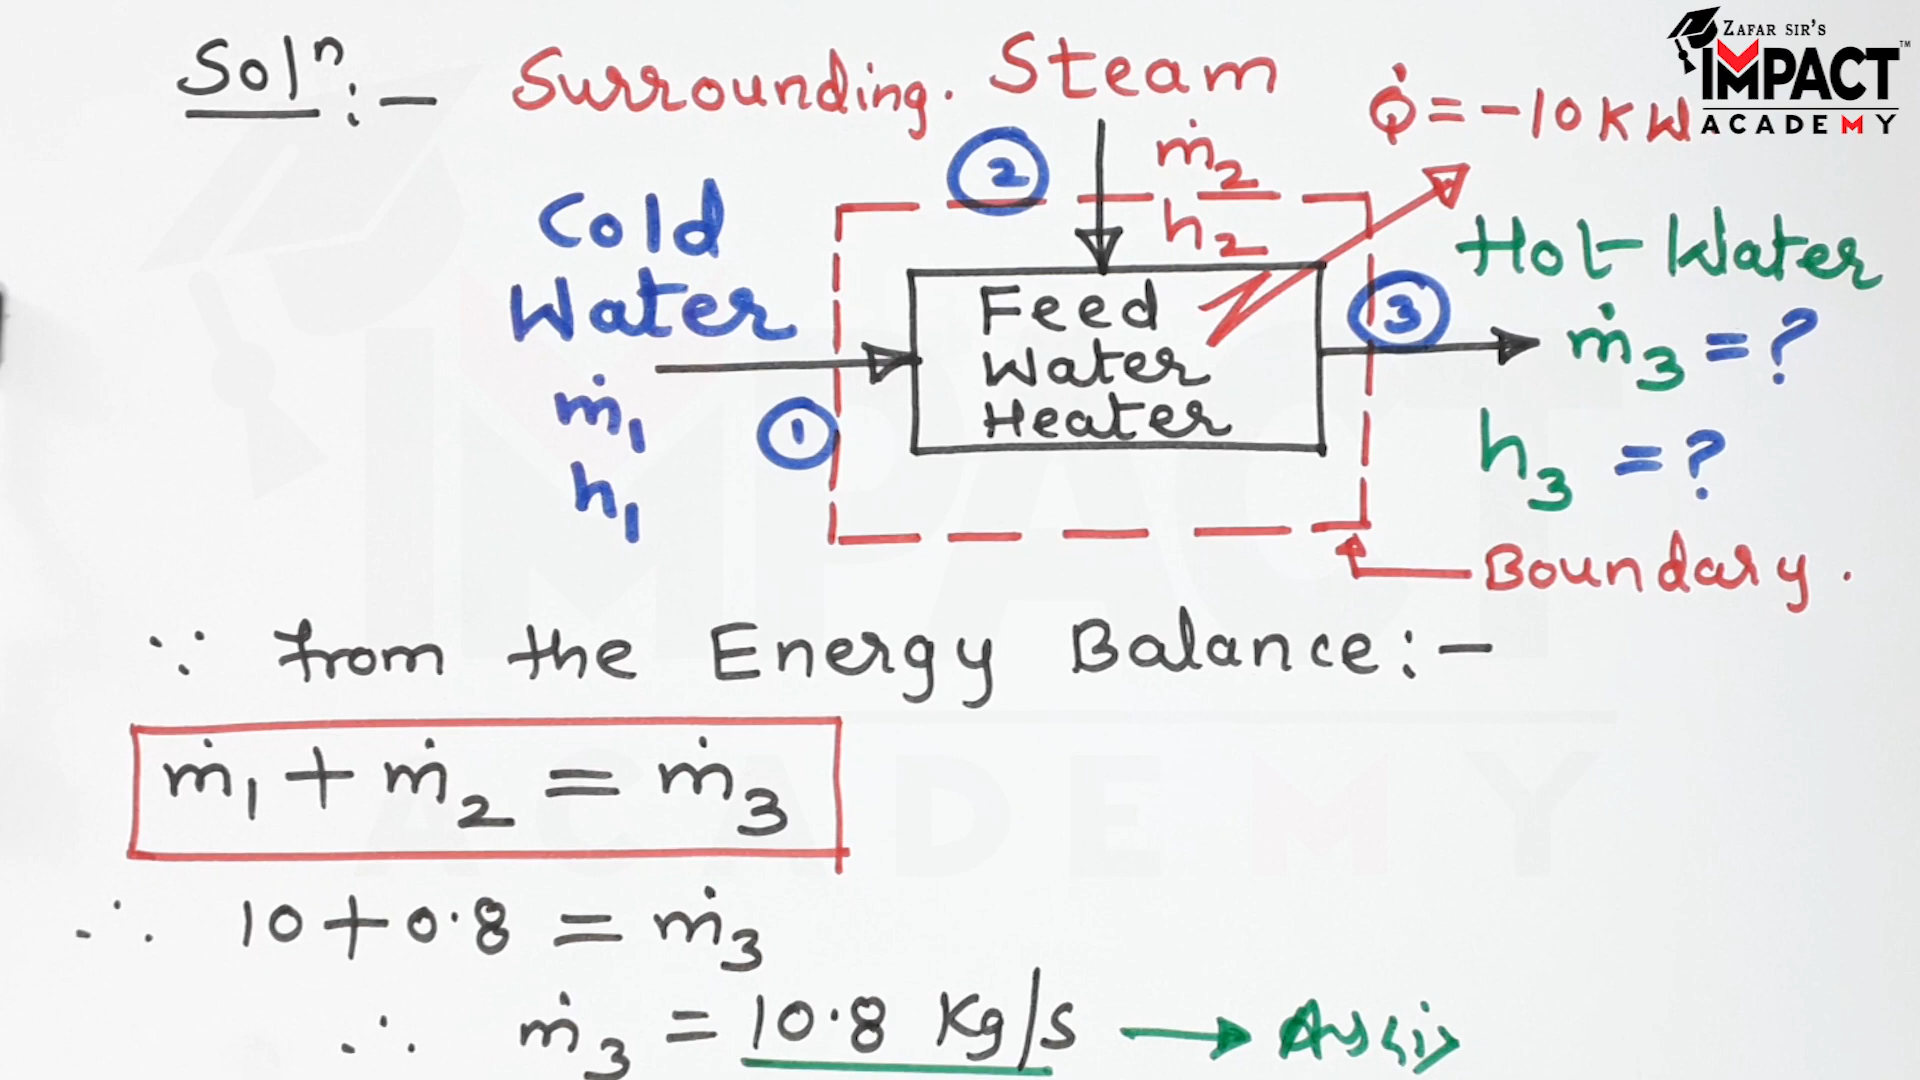 Solⁿ:-
Surrounding. Steam
Q̇ = -10 KW
ZAFAR SIR'S
IMPACT™
ACADEMY
② ṁ₂
h₂
Cold
Water
ṁ₁
h₁
①
Feed
Water
Heater
③
Hot Water
ṁ₃ = ?
h₃ = ?
Boundary.
∵ from the Energy Balance:-
ṁ₁ + ṁ₂ = ṁ₃
∴ 10+0.8 = ṁ₃
∴ ṁ₃ = 10.8 Kg/s →
IMPACT
ACADEMY